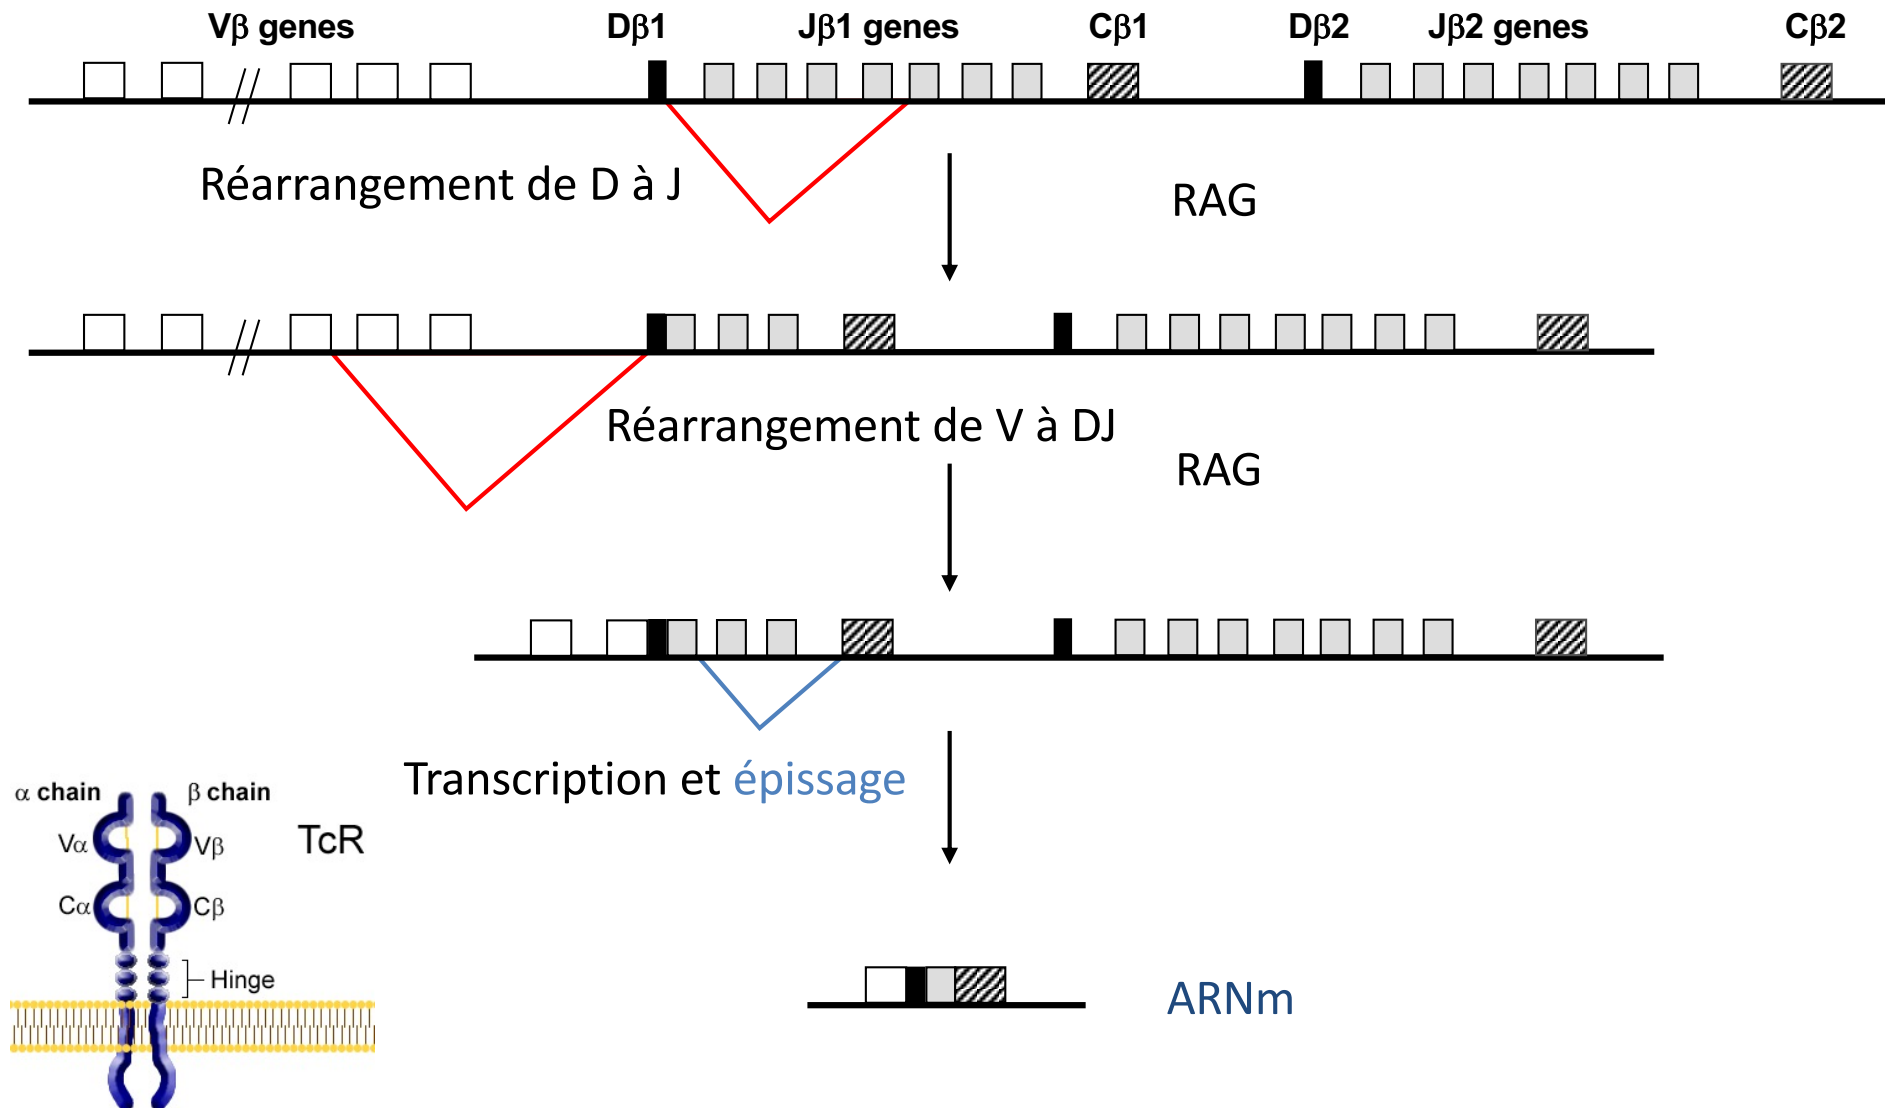 Vβ genes
Dβ1
Jβ1 genes
Cβ1
Dβ2
Jβ2 genes
Cβ2
Réarrangement de D à J
RAG
Réarrangement de V à DJ
RAG
Transcription et épissage
α chain
β chain
TcR
Vα
Vβ
Cα
Cβ
Hinge
ARNm